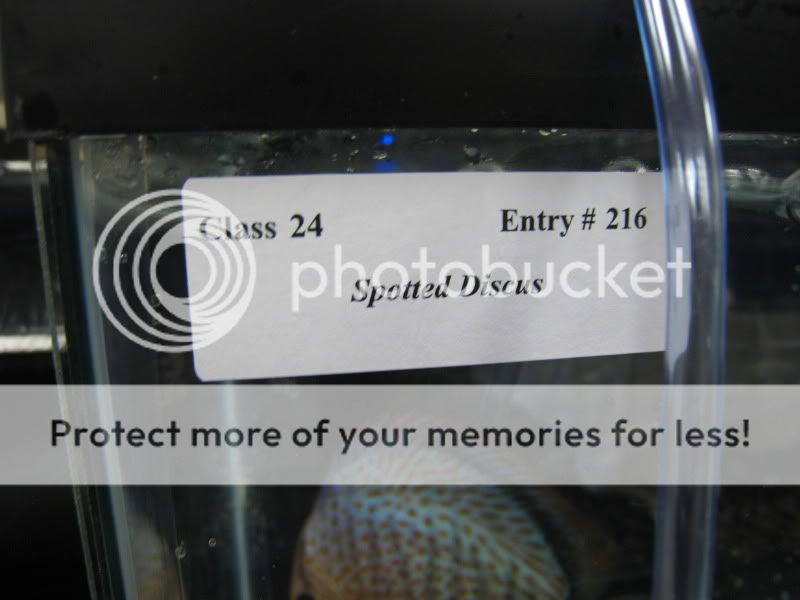 Class 24 Entry # 216
photobucket
Spotted Discus
Protect more of your memories for less!